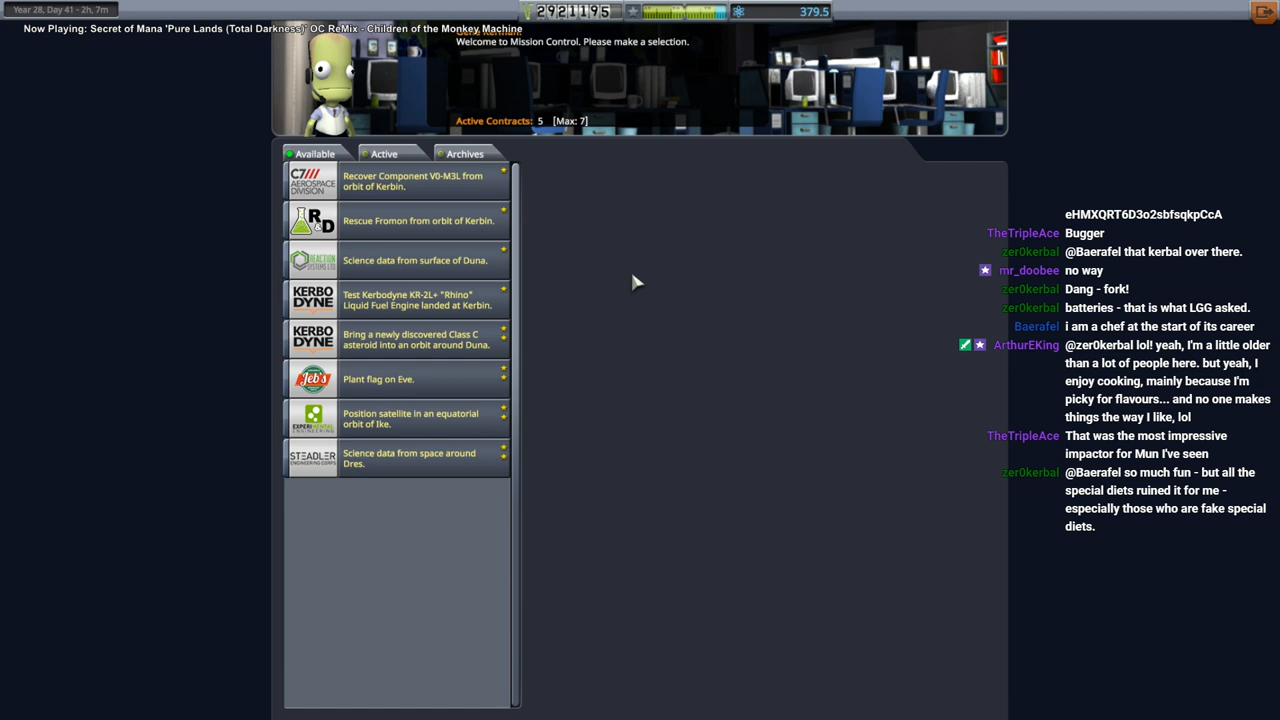 Year 28, Day 41 - 2h, 7m
2921195
379.5
Now Playing: Secret of Mana 'Pure Lands (Total Darkness)' OC ReMix - Children of the Monkey Machine
Welcome to Mission Control. Please make a selection.
Active Contracts: 5 [Max: 7]
Available
Active
Archives
C7///
AEROSPACE
DIVISION
Recover Component V0-M3L from
orbit of Kerbin.
R&D
Rescue Fromon from orbit of Kerbin.
REACTION
SYSTEMS LTD
Science data from surface of Duna.
KERBO
DYNE
Test Kerbodyne KR-2L+ "Rhino"
Liquid Fuel Engine landed at Kerbin.
KERBO
DYNE
Bring a newly discovered Class C
asteroid into an orbit around Duna.
Jeb's
Plant flag on Eve.
EXPERIMENTAL
ENGINEERING
Position satellite in an equatorial
orbit of Ike.
STEADLER
ENGINEERING CORPS
Science data from space around
Dres.
eHMXQRT6D3o2sbfsqkpCcA
TheTripleAce Bugger
zer0kerbal @Baerafel that kerbal over there.
mr_doobee no way
zer0kerbal Dang - fork!
zer0kerbal batteries - that is what LGG asked.
Baerafel i am a chef at the start of its career
ArthurEKing @zer0kerbal lol! yeah, I'm a little older
than a lot of people here. but yeah, I
enjoy cooking, mainly because I'm
picky for flavours... and no one makes
things the way I like, lol
TheTripleAce That was the most impressive
impactor for Mun I've seen
zer0kerbal @Baerafel so much fun - but all the
special diets ruined it for me -
especially those who are fake special
diets.